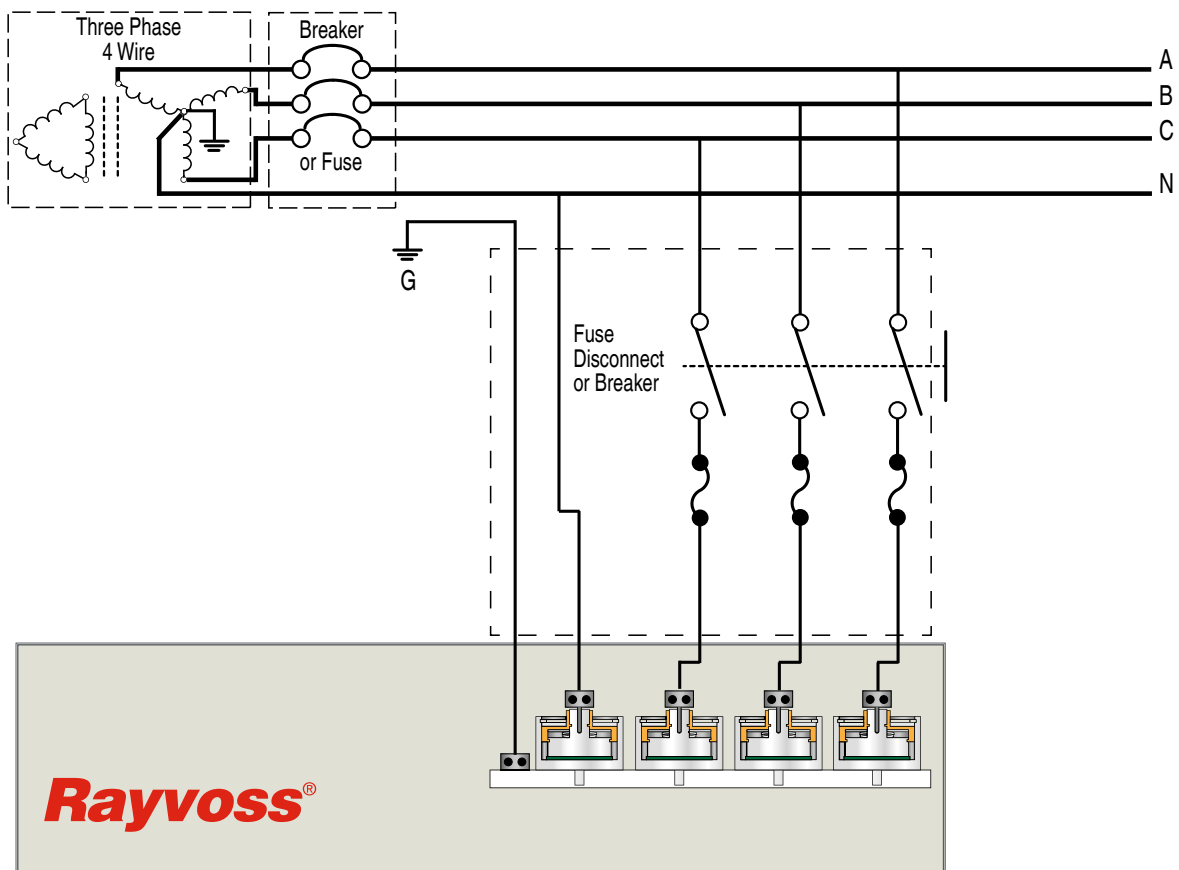 Three Phase
4 Wire
Breaker
or Fuse
A
B
C
N
G
Fuse
Disconnect
or Breaker
Rayvoss®